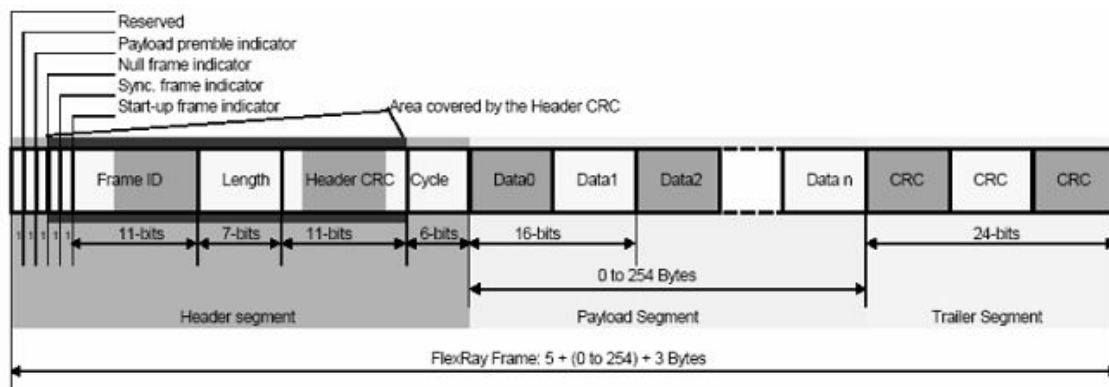 Reserved
Payload premble indicator
Null frame indicator
Sync. frame indicator
Start-up frame indicator
Area covered by the Header CRC
Frame ID Length Header CRC Cycle Data0 Data1 Data2 Data n CRC CRC CRC
1 1 1 1 1 11-bits 7-bits 11-bits 6-bits 16-bits 24-bits
0 to 254 Bytes
Header segment Payload Segment Trailer Segment
FlexRay Frame: 5 + (0 to 254) + 3 Bytes